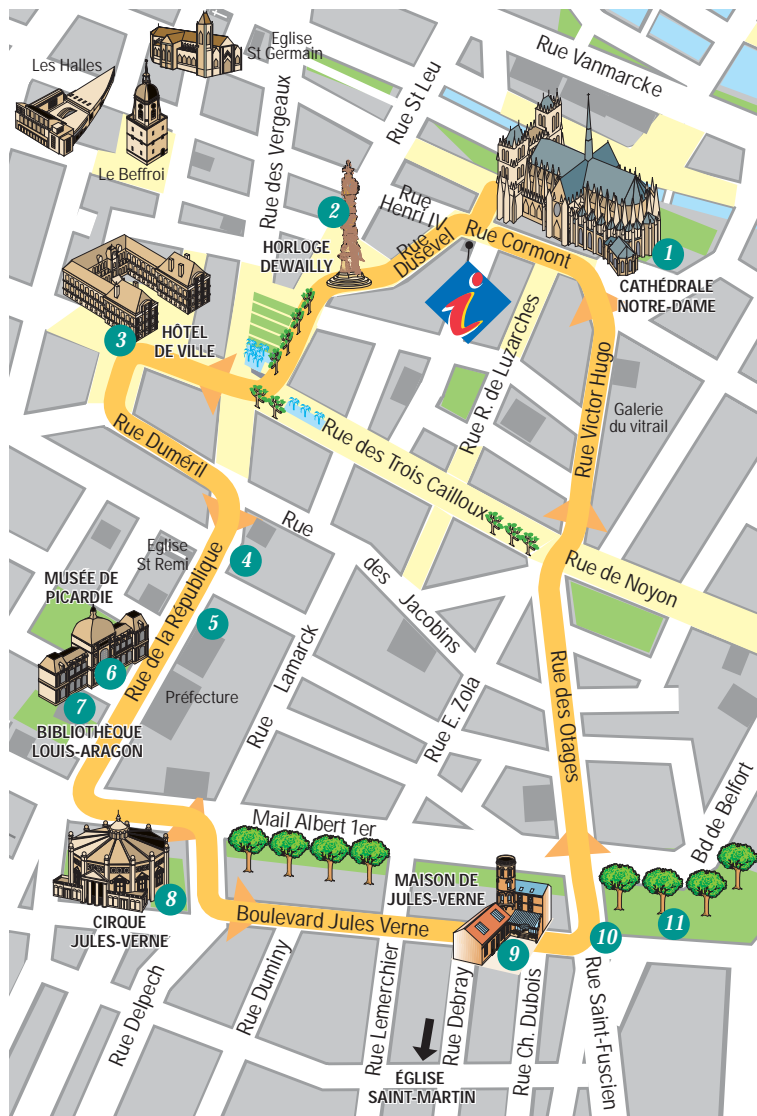 Eglise
St Germain
Les Halles
Le Beffroi
Rue des Vergeaux
Rue St Leu
Rue Vanmarcke
2
HORLOGE
DEWAILLY
Rue
Henri IV
Rue
Dusevel
Rue Cormont
1
CATHÉDRALE
NOTRE-DAME
i
3
HÔTEL
DE VILLE
Rue R. de Luzarches
Rue Victor Hugo
Galerie
du vitrail
Rue Duméril
Rue des Trois Cailloux
Rue de Noyon
Rue
des
Jacobins
Eglise
St Remi
4
MUSÉE DE
PICARDIE
Rue de la République
5
6
7
Préfecture
BIBLIOTHÈQUE
LOUIS-ARAGON
Rue Lamarck
Rue E. Zola
Rue des Otages
Bd de Belfort
Mail Albert 1er
8
CIRQUE
JULES-VERNE
MAISON DE
JULES-VERNE
Boulevard Jules Verne
9
10
11
Rue Delpech
Rue Duminy
Rue Lemerchier
Rue Debray
Rue Ch. Dubois
Rue Saint-Fuscien
ÉGLISE
SAINT-MARTIN